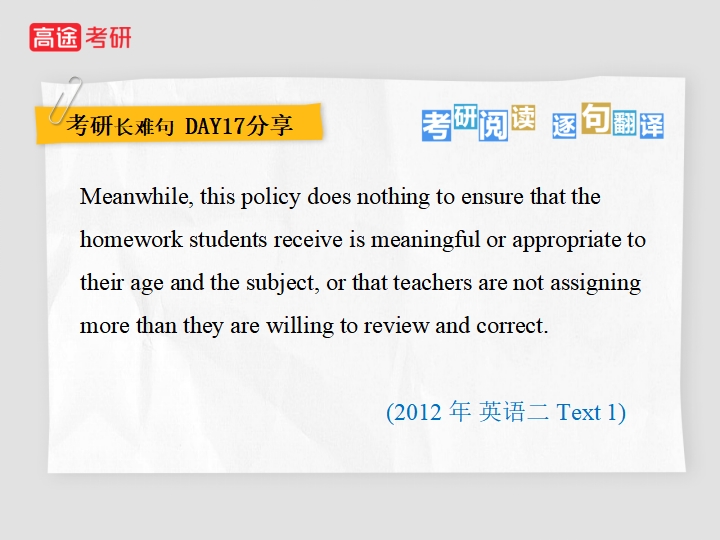 高途考研
考研长难句 DAY17分享
考研阅读 逐句翻译
Meanwhile, this policy does nothing to ensure that the
homework students receive is meaningful or appropriate to
their age and the subject, or that teachers are not assigning
more than they are willing to review and correct.
(2012 年 英语二 Text 1)